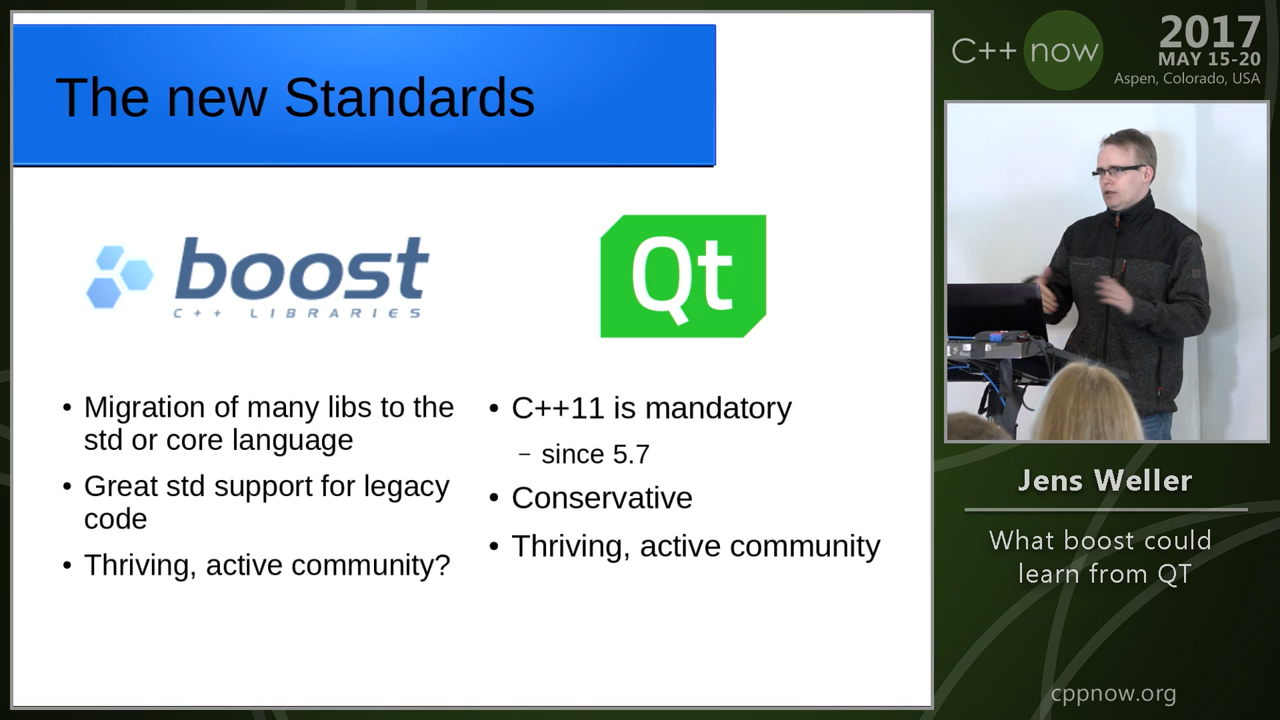 The new Standards
boost
C++ LIBRARIES
Qt
• Migration of many libs to the
std or core language
• Great std support for legacy
code
• Thriving, active community?
• C++11 is mandatory
– since 5.7
• Conservative
• Thriving, active community
C++ now
2017
MAY 15-20
Aspen, Colorado, USA
Jens Weller
What boost could
learn from QT
cppnow.org